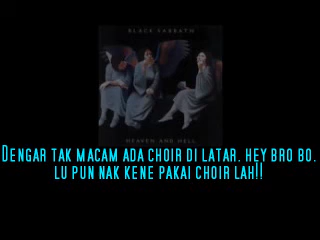 BLACK SABBATH
HEAVEN AND HELL
Dengar tak macam ada choir di latar. hey bro bo.
lu pun nak kene pakai choir lah!!